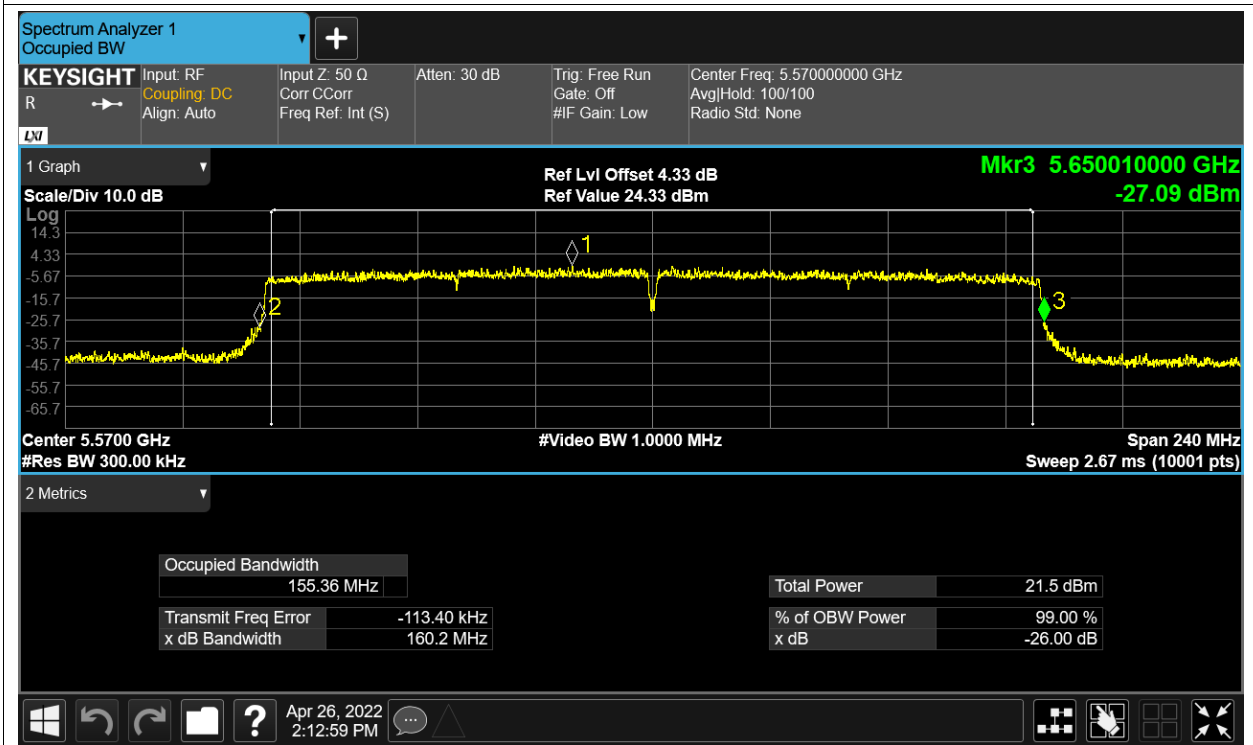 Spectrum Analyzer 1
Occupied BW
KEYSIGHT
R
LXI
Input: RF
Coupling: DC
Align: Auto
Input Z: 50 Ω
Corr CCorr
Freq Ref: Int (S)
Atten: 30 dB
Trig: Free Run
Gate: Off
#IF Gain: Low
Center Freq: 5.570000000 GHz
Avg|Hold: 100/100
Radio Std: None
1 Graph
Scale/Div 10.0 dB
Ref Lvl Offset 4.33 dB
Ref Value 24.33 dBm
Mkr3 5.650010000 GHz
-27.09 dBm
Log
14.3
4.33
-5.67
-15.7
-25.7
-35.7
-45.7
-55.7
-65.7
1
2
3
Center 5.5700 GHz
#Video BW 1.0000 MHz
Span 240 MHz
#Res BW 300.00 kHz
Sweep 2.67 ms (10001 pts)
2 Metrics
Occupied Bandwidth
155.36 MHz
Total Power 21.5 dBm
Transmit Freq Error -113.40 kHz
% of OBW Power 99.00 %
x dB Bandwidth 160.2 MHz
x dB -26.00 dB
?
Apr 26, 2022
2:12:59 PM